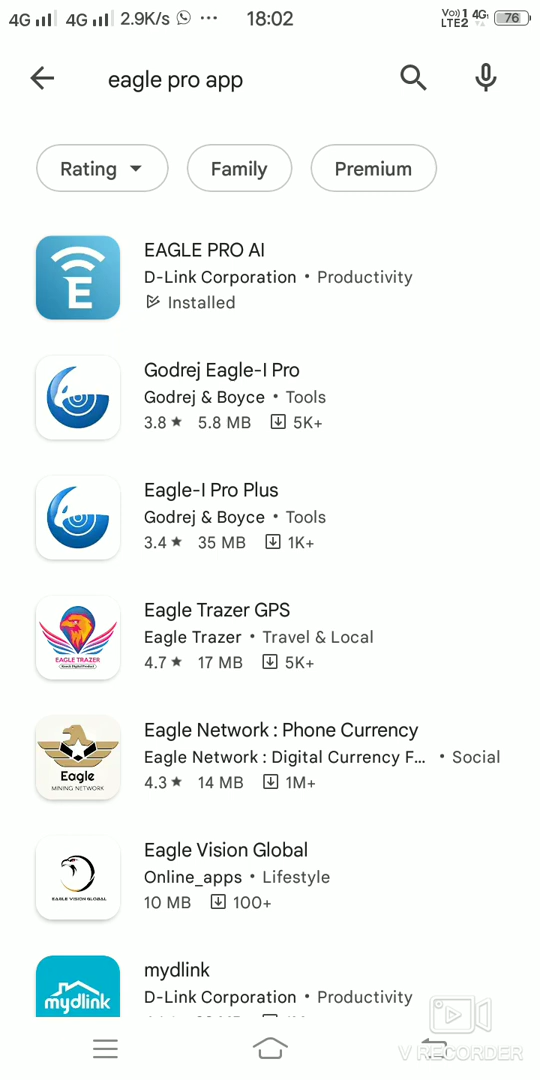 4G 4G 2.9K/s ... 18:02 Vo)) 1 LTE2 4G 76
eagle pro app
Rating Family Premium
E
EAGLE PRO AI
D-Link Corporation • Productivity
Installed
Godrej Eagle-I Pro
Godrej & Boyce • Tools
3.8 ★ 5.8 MB 5K+
Eagle-I Pro Plus
Godrej & Boyce • Tools
3.4 ★ 35 MB 1K+
EAGLE TRAZER
Eagle Trazer GPS
Eagle Trazer • Travel & Local
4.7 ★ 17 MB 5K+
Eagle
MINING NETWORK
Eagle Network : Phone Currency
Eagle Network : Digital Currency F... • Social
4.3 ★ 14 MB 1M+
EAGLE VISION GLOBAL
Eagle Vision Global
Online_apps • Lifestyle
10 MB 100+
mydlink
mydlink
D-Link Corporation • Productivity
V RECORDER